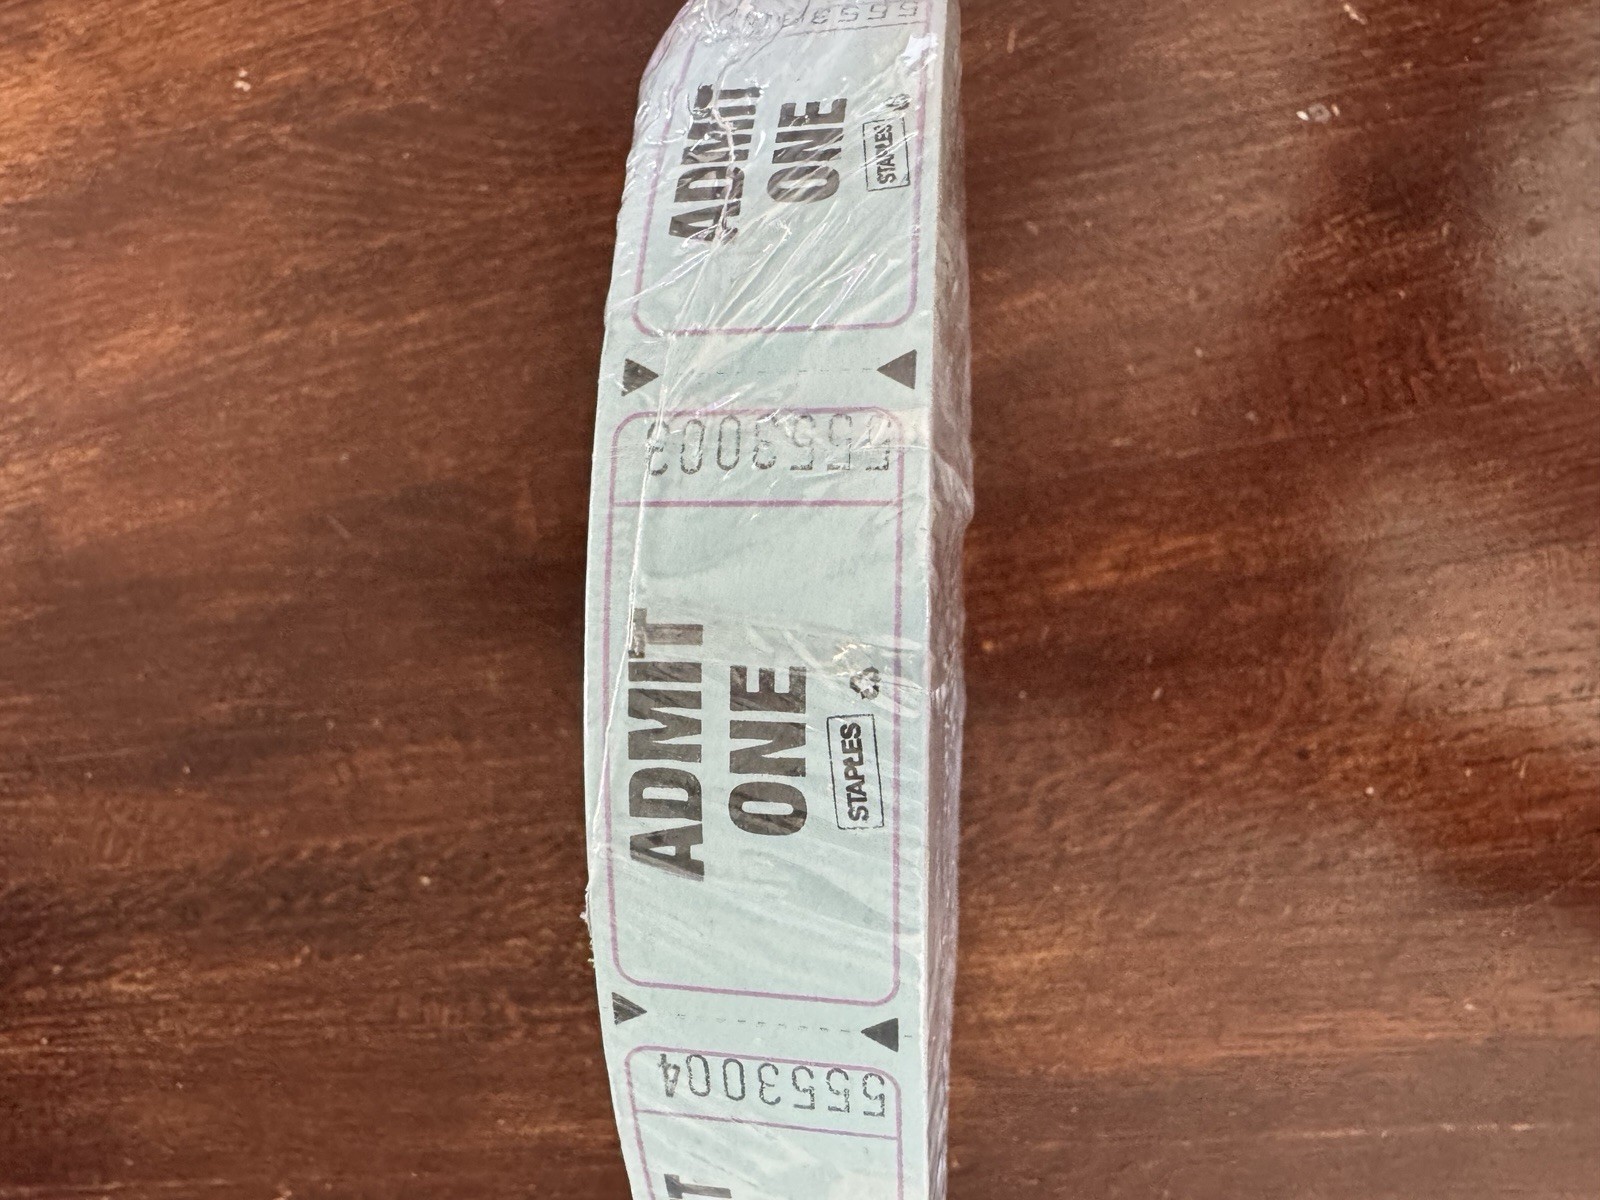 ADMIT
ONE
STAPLES
5553003
ADMIT
ONE
STAPLES
5553004